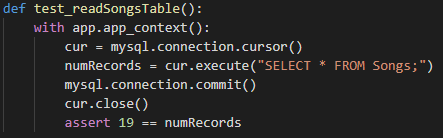 def test_readSongsTable():
    with app.app_context():
        cur = mysql.connection.cursor()
        numRecords = cur.execute("SELECT * FROM Songs;")
        mysql.connection.commit()
        cur.close()
        assert 19 == numRecords